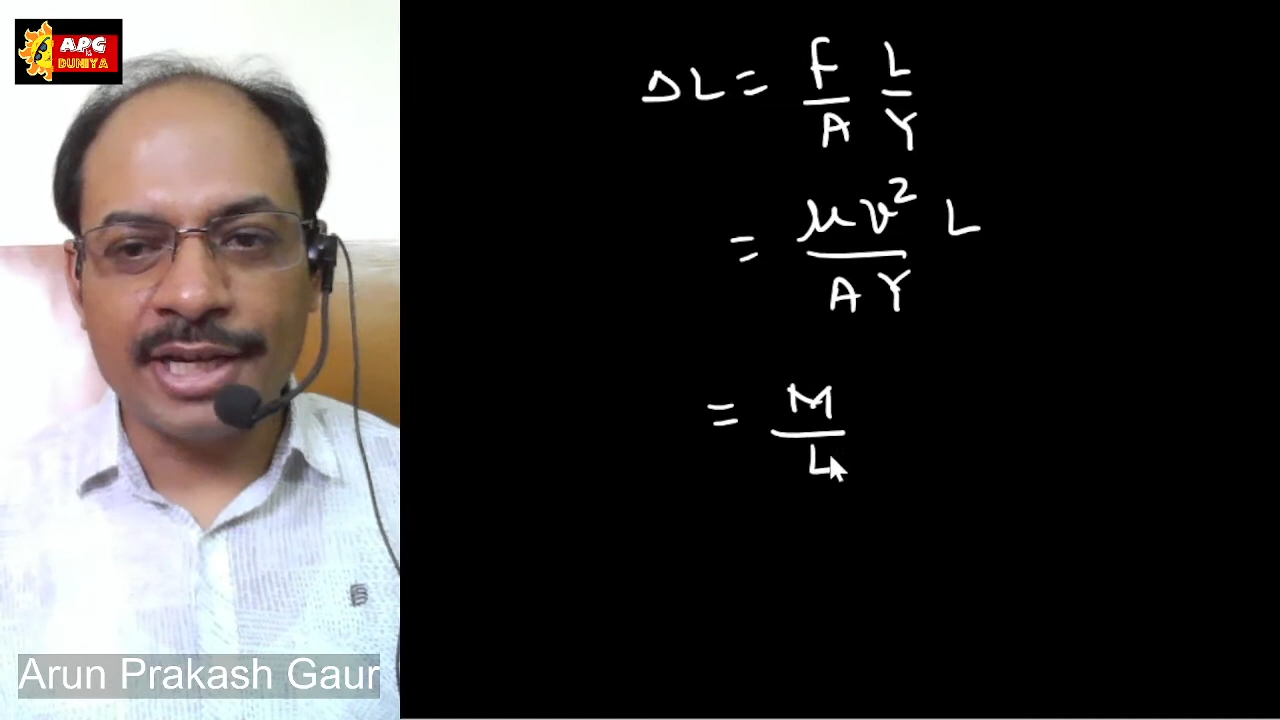 APG
की
DUNIYA
ΔL = F/A L/Y
= μv²/AY L
= M/L
Arun Prakash Gaur